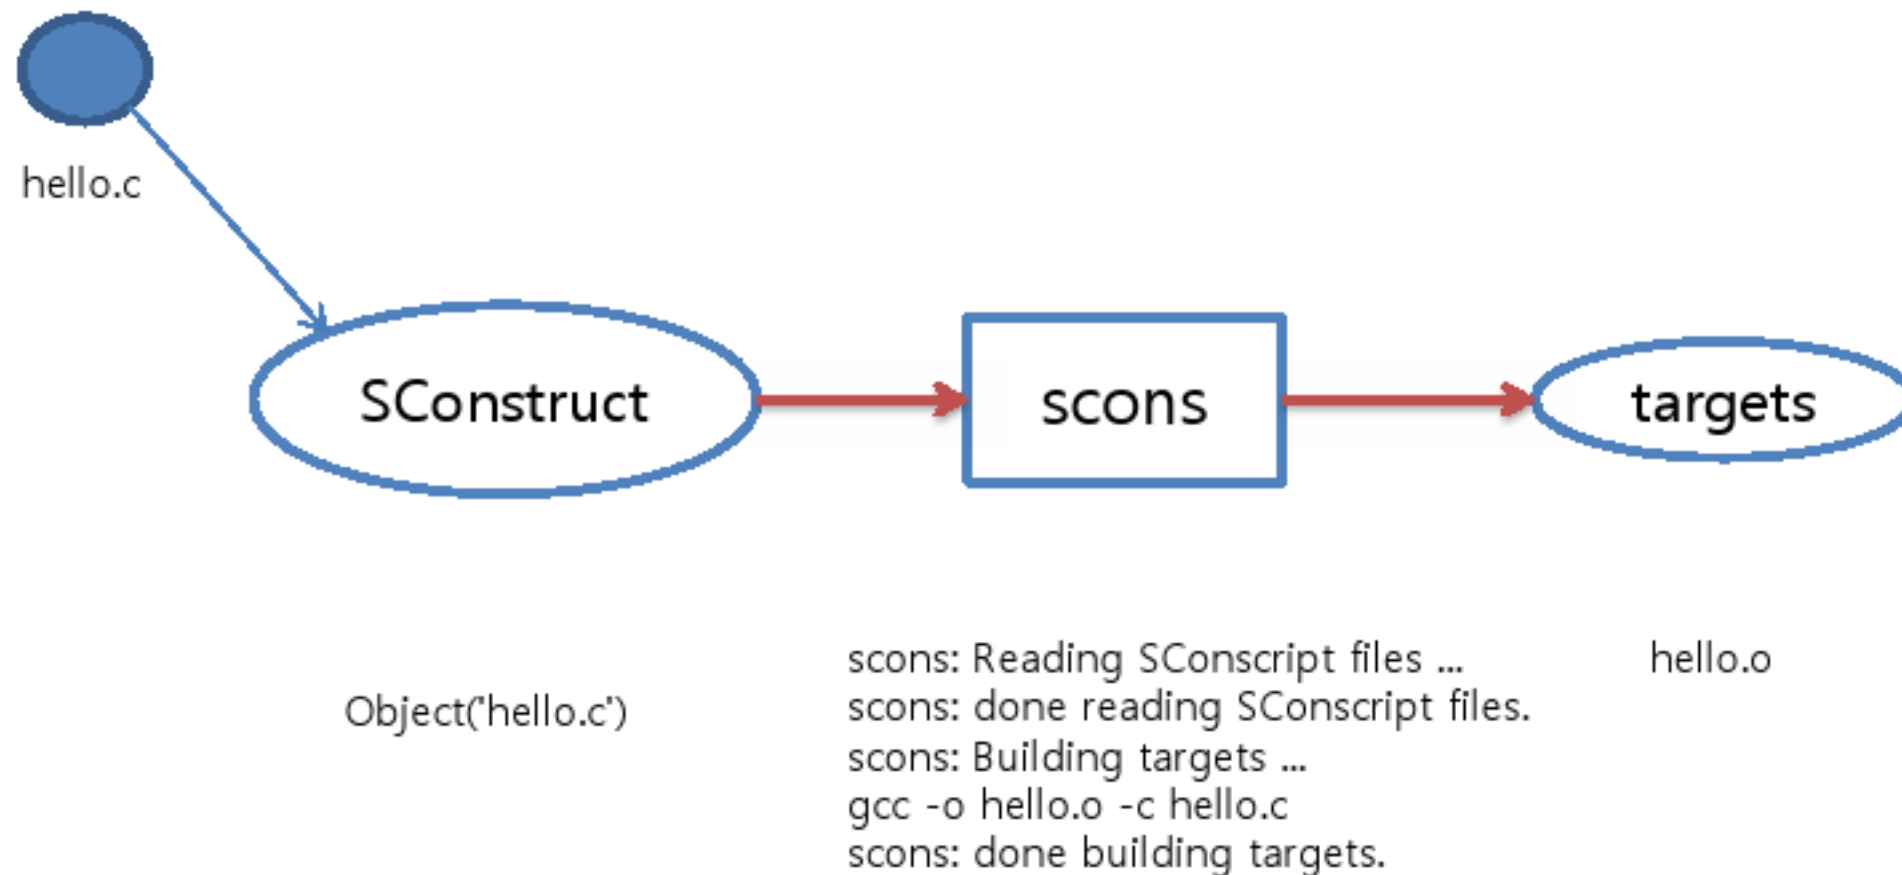 hello.c
SConstruct
scons
targets
Object('hello.c')
scons: Reading SConscript files ...
scons: done reading SConscript files.
scons: Building targets ...
gcc -o hello.o -c hello.c
scons: done building targets.
hello.o